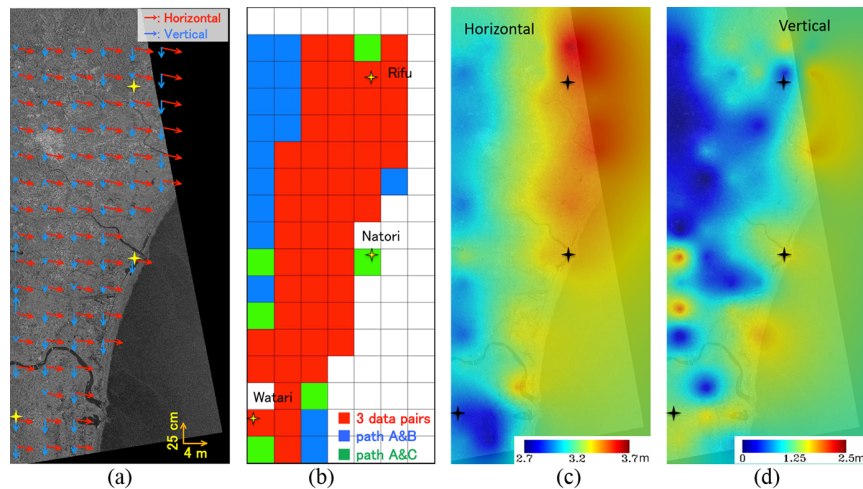 →: Horizontal
→: Vertical
25 cm
4 m
(a)
Rifu
Natori
Watari
3 data pairs
path A&B
path A&C
(b)
Horizontal
2.7 3.2 3.7m
(c)
Vertical
0 1.25 2.5m
(d)